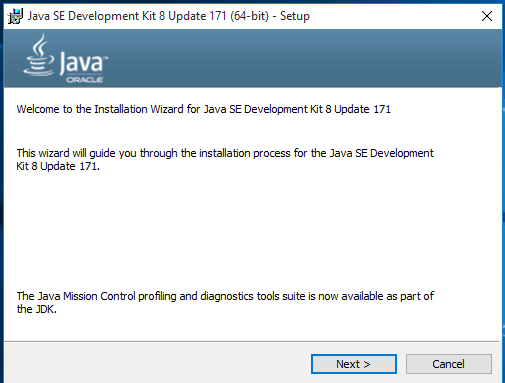 Java SE Development Kit 8 Update 171 (64-bit) - Setup
Java™
ORACLE
Welcome to the Installation Wizard for Java SE Development Kit 8 Update 171
This wizard will guide you through the installation process for the Java SE Development
Kit 8 Update 171.
The Java Mission Control profiling and diagnostics tools suite is now available as part of
the JDK.
Next >
Cancel